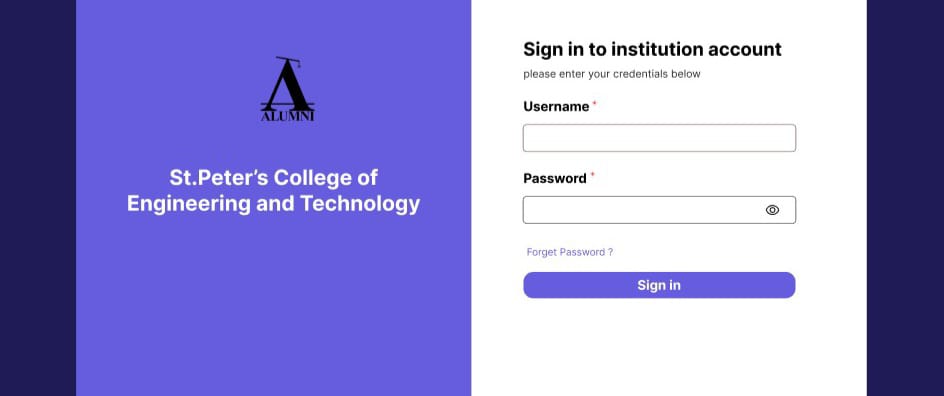 ALUMNI
St.Peter’s College of
Engineering and Technology
Sign in to institution account
please enter your credentials below
Username *
Password *
Forget Password ?
Sign in